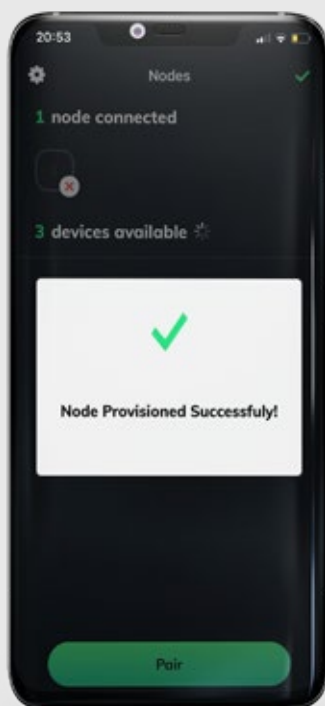 20:53
Nodes
1 node connected
3 devices available
Node Provisioned Successfuly!
Pair